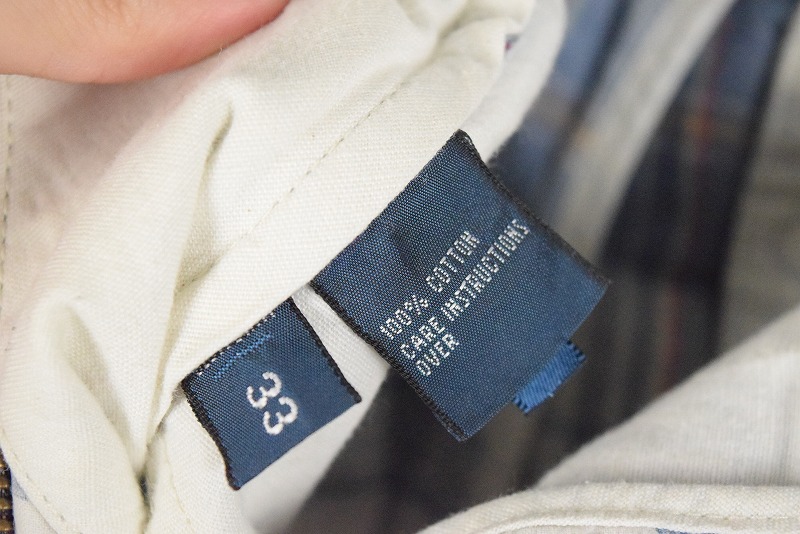 100% COTTON
CARE INSTRUCTIONS
OVER
33